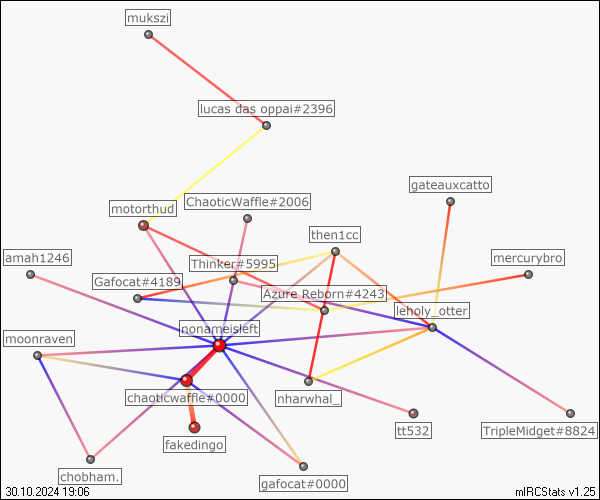 mukszi
lucas das oppai#2396
gateauxcatto
ChaoticWaffle#2006
motorthud
then1cc
amah1246
Thinker#5995
mercurybro
Gafocat#4189
Azure Reborn#4243
leholy_otter
nonameisleft
moonraven
chaoticwaffle#0000
nharwhal_
fakedingo
tt532
TripleMidget#8824
chobham.
gafocat#0000
30.10.2024 19:06
mIRCStats v1.25